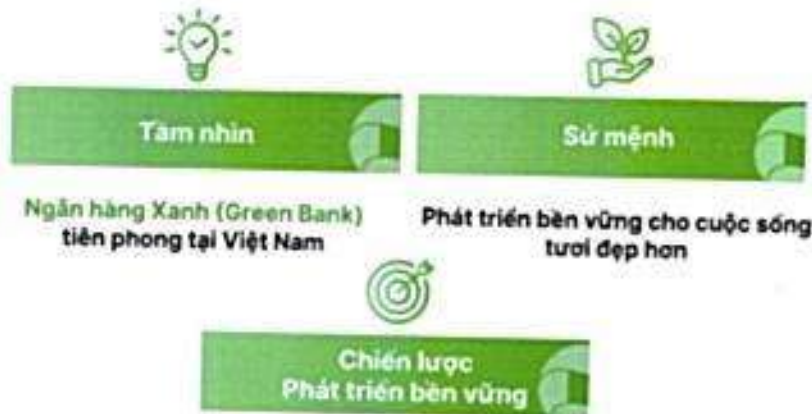 Tầm nhìn
Sứ mệnh
Ngân hàng Xanh (Green Bank)
tiên phong tại Việt Nam
Phát triển bền vững cho cuộc sống
tươi đẹp hơn
Chiến lược
Phát triển bền vững